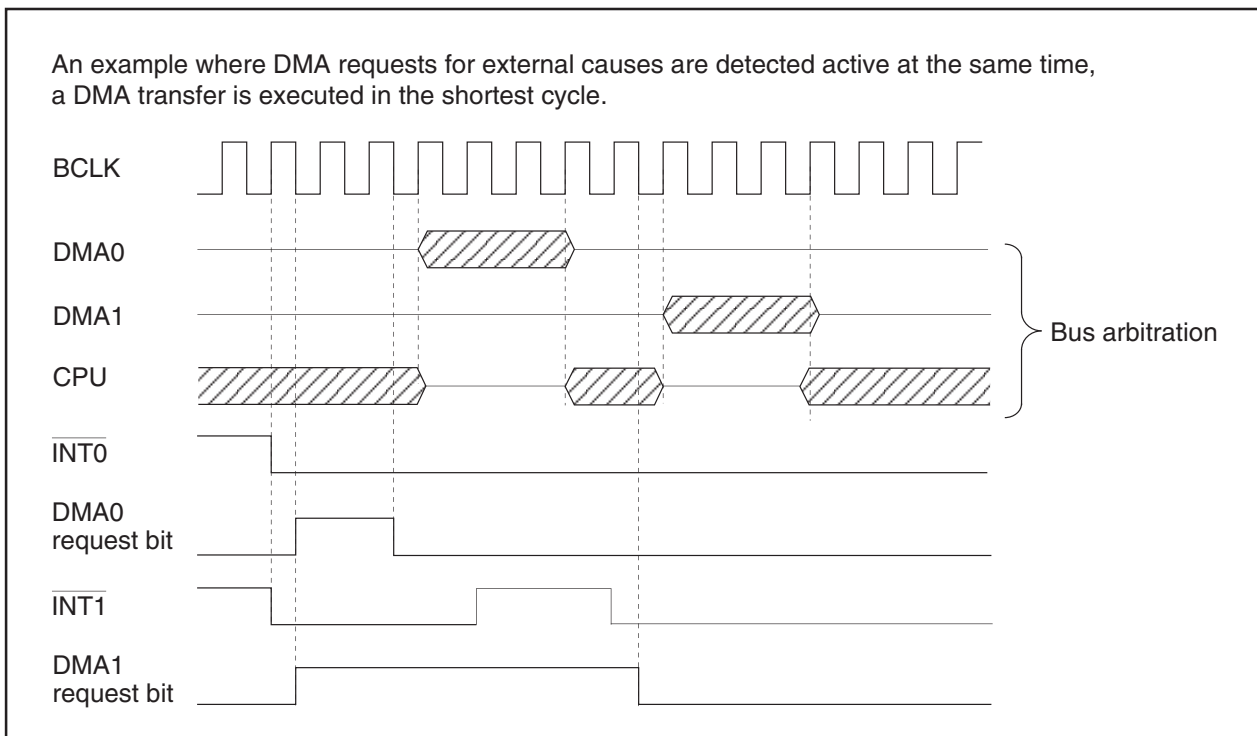 An example where DMA requests for external causes are detected active at the same time,
a DMA transfer is executed in the shortest cycle.
BCLK
DMA0
DMA1
CPU
Bus arbitration
INT0
DMA0
request bit
INT1
DMA1
request bit